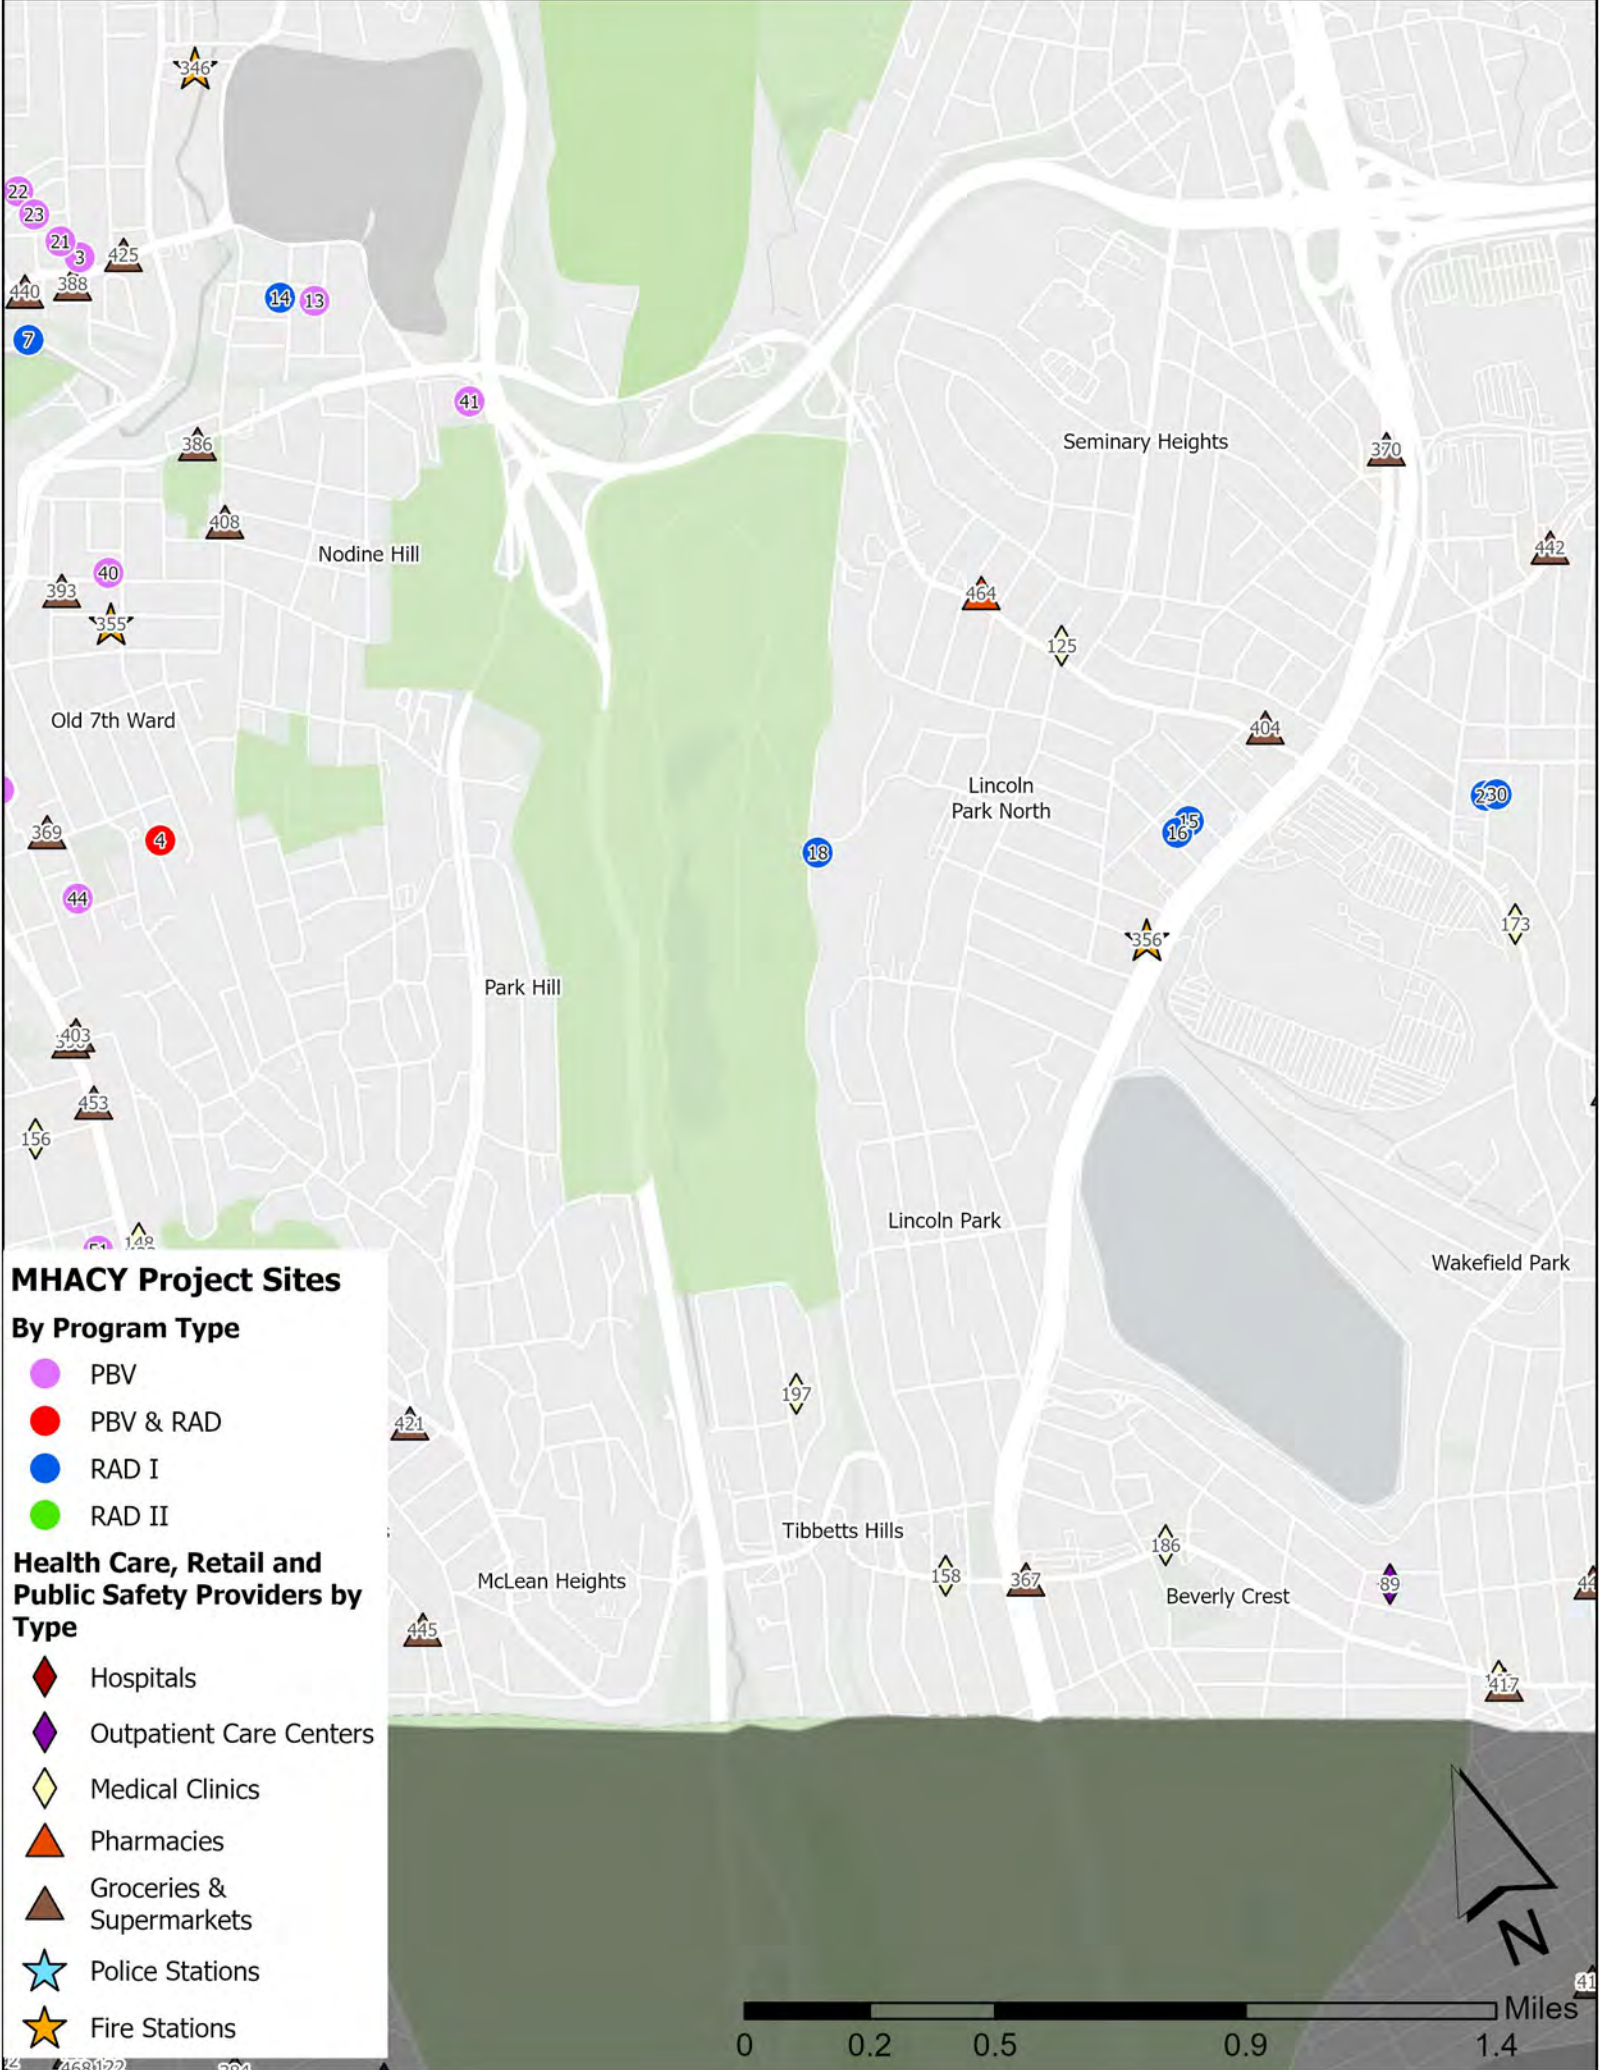 346
22
23
21
3
425
440
388
14
13
7
41
386
Seminary Heights
370
408
442
Nodine Hill
40
393
464
355
125
Old 7th Ward
404
Lincoln
Park North
230
15
16
369
4
18
44
173
356
Park Hill
403
453
156
Lincoln Park
148
51
Wakefield Park
MHACY Project Sites
By Program Type
PBV
PBV & RAD
RAD I
RAD II
Health Care, Retail and
Public Safety Providers by
Type
Hospitals
Outpatient Care Centers
Medical Clinics
Pharmacies
Groceries &
Supermarkets
Police Stations
Fire Stations
197
421
Tibbetts Hills
186
McLean Heights
158
367
89
44
Beverly Crest
445
417
N
41
Miles
0 0.2 0.5 0.9 1.4